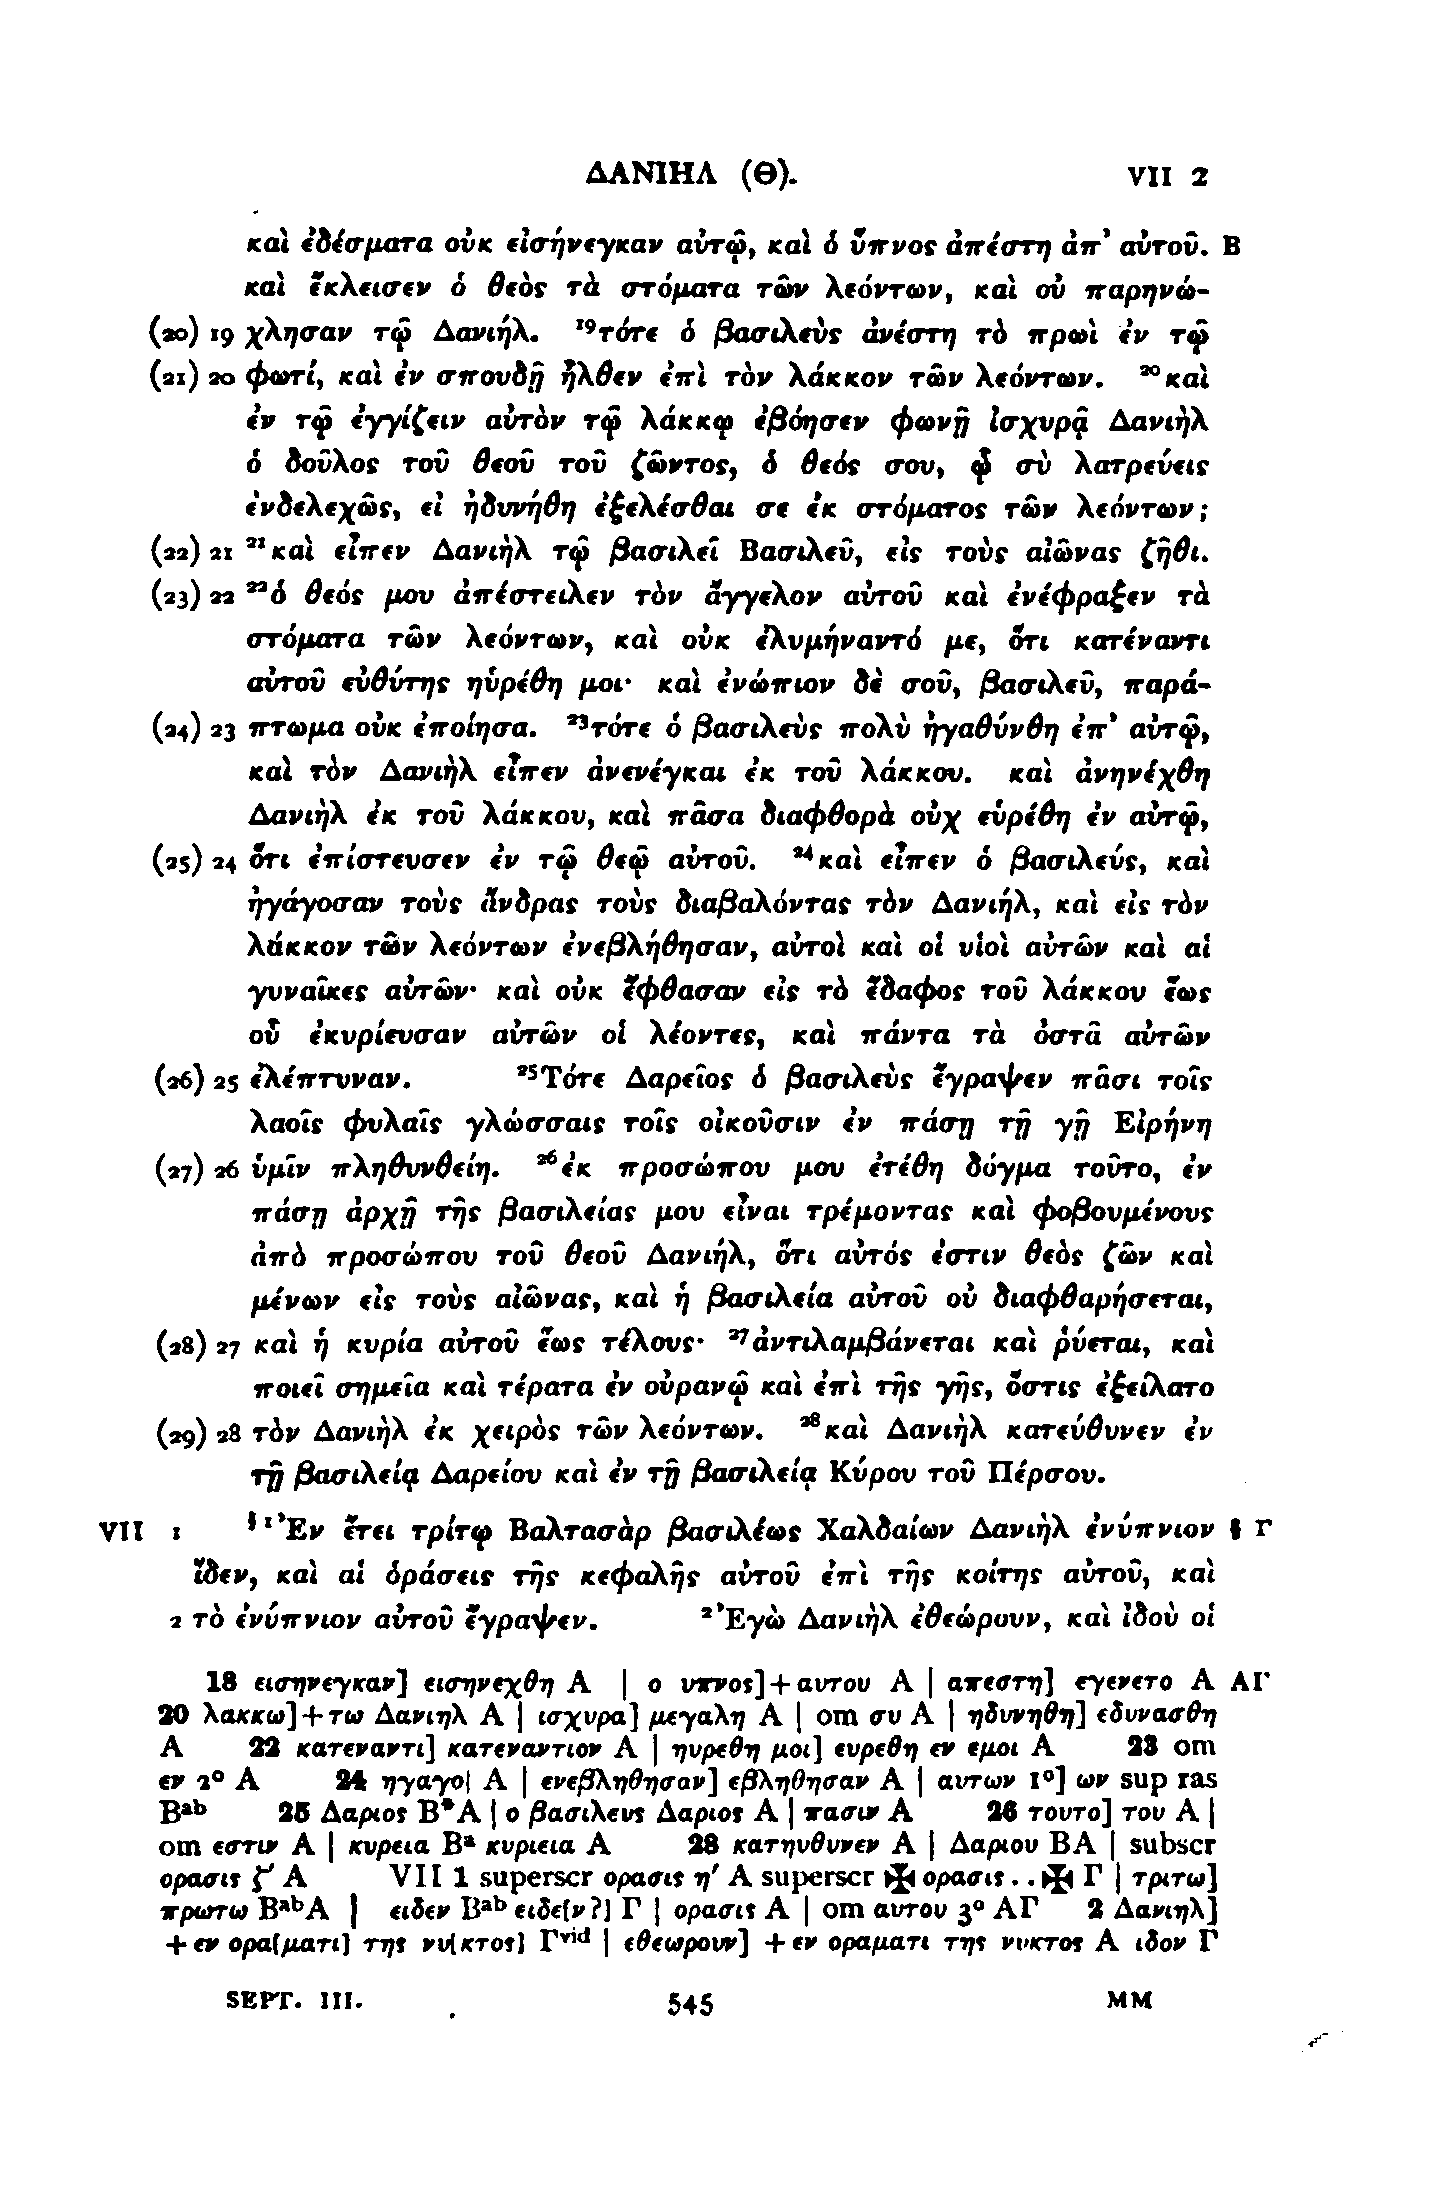 ΔΑΝΙΗΛ (Θ). VII 2
καὶ ἐδέσματα οὐκ εἰσήνεγκαν αὐτῷ, καὶ ὁ ὕπνος ἀπέστη ἀπ᾽ αὐτοῦ. B
καὶ ἔκλεισεν ὁ θεὸς τὰ στόματα τῶν λεόντων, καὶ οὐ παρηνώ-
(20) 19 χλησαν τῷ Δανιήλ. ¹⁹τότε ὁ βασιλεὺς ἀνέστη τὸ πρωὶ ἐν τῷ
(21) 20 φωτί, καὶ ἐν σπουδῇ ἦλθεν ἐπὶ τὸν λάκκον τῶν λεόντων. ²⁰καὶ
ἐν τῷ ἐγγίζειν αὐτὸν τῷ λάκκῳ ἐβόησεν φωνῇ ἰσχυρᾷ Δανιὴλ
ὁ δοῦλος τοῦ θεοῦ τοῦ ζῶντος, ὁ θεός σου, ᾧ σὺ λατρεύεις
ἐνδελεχῶς, εἰ ἠδυνήθη ἐξελέσθαι σε ἐκ στόματος τῶν λεόντων;
(22) 21 ²¹καὶ εἶπεν Δανιὴλ τῷ βασιλεῖ Βασιλεῦ, εἰς τοὺς αἰῶνας ζῆθι.
(23) 22 ²²ὁ θεός μου ἀπέστειλεν τὸν ἄγγελον αὐτοῦ καὶ ἐνέφραξεν τὰ
στόματα τῶν λεόντων, καὶ οὐκ ἐλυμήναντό με, ὅτι κατέναντι
αὐτοῦ εὐθύτης ηὑρέθη μοι· καὶ ἐνώπιον δὲ σοῦ, βασιλεῦ, παρά-
(24) 23 πτωμα οὐκ ἐποίησα. ²³τότε ὁ βασιλεὺς πολὺ ἠγαθύνθη ἐπ᾽ αὐτῷ,
καὶ τὸν Δανιὴλ εἶπεν ἀνενέγκαι ἐκ τοῦ λάκκου. καὶ ἀνηνέχθη
Δανιὴλ ἐκ τοῦ λάκκου, καὶ πᾶσα διαφθορὰ οὐχ εὑρέθη ἐν αὐτῷ,
(25) 24 ὅτι ἐπίστευσεν ἐν τῷ θεῷ αὐτοῦ. ²⁴καὶ εἶπεν ὁ βασιλεύς, καὶ
ἠγάγοσαν τοὺς ἄνδρας τοὺς διαβαλόντας τὸν Δανιήλ, καὶ εἰς τὸν
λάκκον τῶν λεόντων ἐνεβλήθησαν, αὐτοὶ καὶ οἱ υἱοὶ αὐτῶν καὶ αἱ
γυναῖκες αὐτῶν· καὶ οὐκ ἔφθασαν εἰς τὸ ἔδαφος τοῦ λάκκου ἕως
οὗ ἐκυρίευσαν αὐτῶν οἱ λέοντες, καὶ πάντα τὰ ὀστᾶ αὐτῶν
(26) 25 ἐλέπτυναν. ²⁵Τότε Δαρεῖος ὁ βασιλεὺς ἔγραψεν πᾶσι τοῖς
λαοῖς φυλαῖς γλώσσαις τοῖς οἰκοῦσιν ἐν πάσῃ τῇ γῇ Εἰρήνη
(27) 26 ὑμῖν πληθυνθείη. ²⁶ἐκ προσώπου μου ἐτέθη δόγμα τοῦτο, ἐν
πάσῃ ἀρχῇ τῆς βασιλείας μου εἶναι τρέμοντας καὶ φοβουμένους
ἀπὸ προσώπου τοῦ θεοῦ Δανιήλ, ὅτι αὐτός ἐστιν θεὸς ζῶν καὶ
μένων εἰς τοὺς αἰῶνας, καὶ ἡ βασιλεία αὐτοῦ οὐ διαφθαρήσεται,
(28) 27 καὶ ἡ κυρία αὐτοῦ ἕως τέλους· ²⁷ἀντιλαμβάνεται καὶ ῥύεται, καὶ
ποιεῖ σημεῖα καὶ τέρατα ἐν οὐρανῷ καὶ ἐπὶ τῆς γῆς, ὅστις ἐξείλατο
(29) 28 τὸν Δανιὴλ ἐκ χειρὸς τῶν λεόντων. ²⁸καὶ Δανιὴλ κατεύθυνεν ἐν
τῇ βασιλείᾳ Δαρείου καὶ ἐν τῇ βασιλείᾳ Κύρου τοῦ Πέρσου.
VII 1 §¹Ἐν ἔτει τρίτῳ Βαλτασὰρ βασιλέως Χαλδαίων Δανιὴλ ἐνύπνιον § Γ
ἴδεν, καὶ αἱ ὁράσεις τῆς κεφαλῆς αὐτοῦ ἐπὶ τῆς κοίτης αὐτοῦ, καὶ
2 τὸ ἐνύπνιον αὐτοῦ ἔγραψεν. ²Ἐγὼ Δανιὴλ ἐθεώρουν, καὶ ἰδοὺ οἱ
18 εισηνεγκαν] εισηνεχθη A | ο υπνος]+αυτου A | απεστη] εγενετο A ΑΓ
20 λακκω]+τω Δανιηλ A | ισχυρα] μεγαλη A | om συ A | ηδυνηθη] εδυνασθη
A 22 κατεναντι] κατεναντιον A | ηυρεθη μοι] ευρεθη εν εμοι A 23 om
εν 2° A 24 ηγαγο| A | ενεβληθησαν] εβληθησαν A | αυτων 1°] ων sup ras
Bᵃᵇ 25 Δαριος B*A | ο βασιλευς Δαριος A | πασιν A 26 τουτο] του A |
om εστιν A | κυρεια Bᵃ κυριεια A 28 κατηυθυνεν A | Δαριου BA | subscr
ορασις ζ′ A VII 1 superscr ορασις η′ A superscr ✠ ορασις..✠ Γ | τριτω]
πρωτω BᵃᵇA | ειδεν Bᵃᵇ ειδε[ν?] Γ | ορασις A | om αυτου 3° ΑΓ 2 Δανιηλ]
+εν ορα[ματι] της νυ[κτος] Γᵛⁱᵈ | εθεωρουν] +εν οραματι της νυκτος A ιδον Γ
SEPT. III. 545 MM